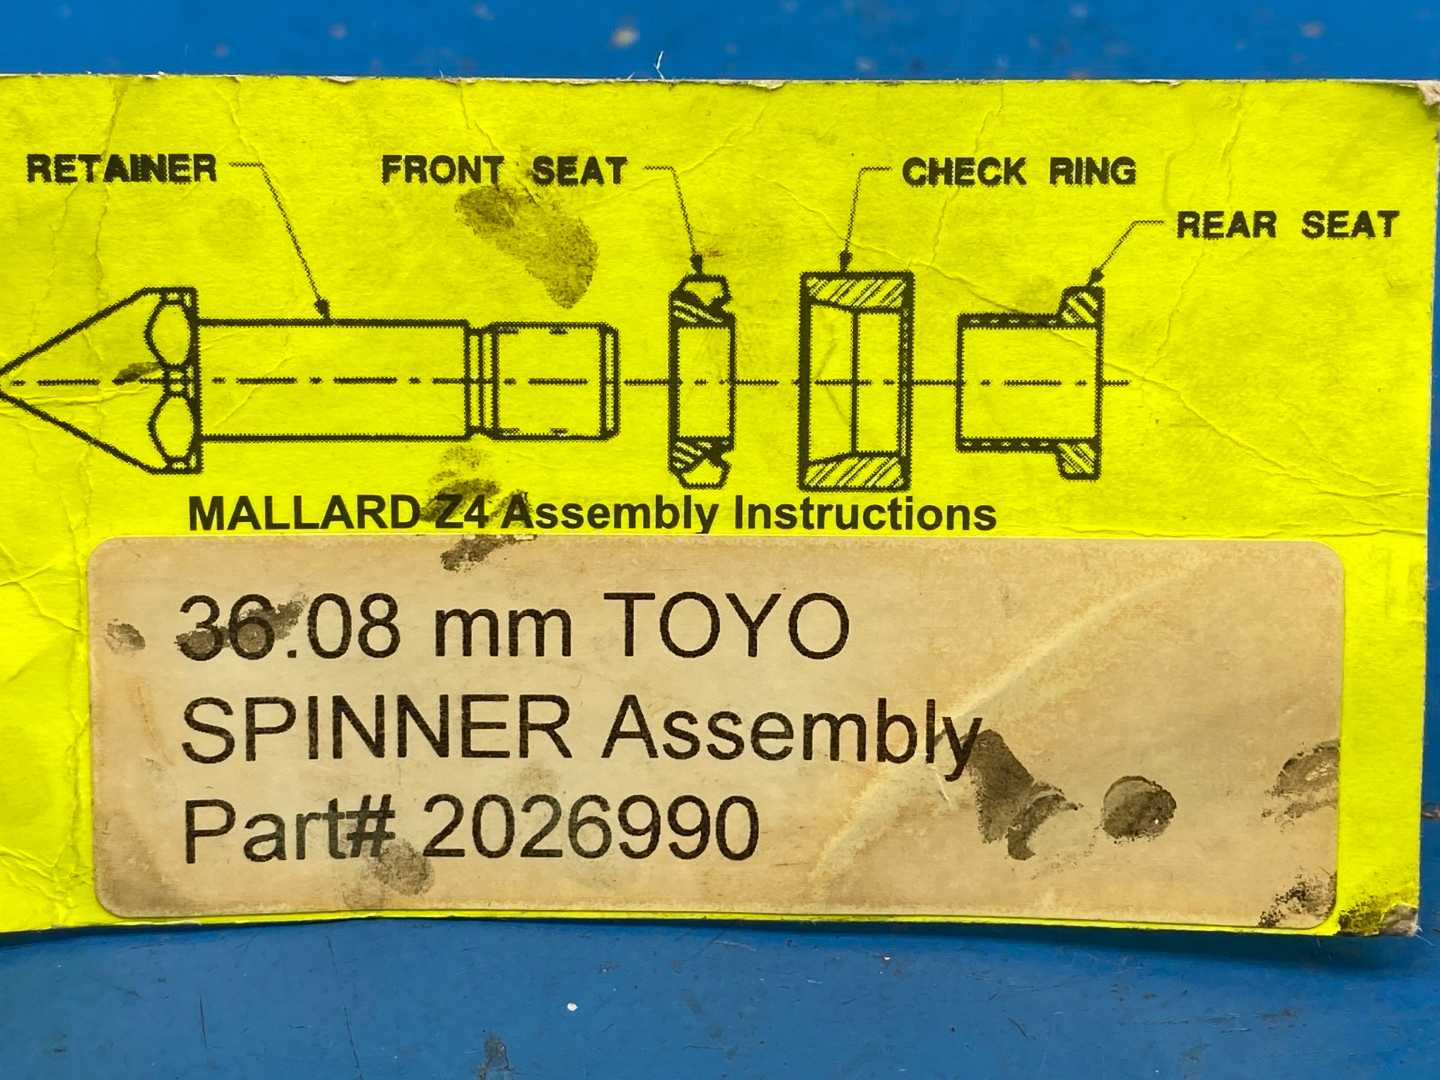 RETAINER
FRONT SEAT
CHECK RING
REAR SEAT
MALLARD Z4 Assembly Instructions
36.08 mm TOYO
SPINNER Assembly
Part# 2026990